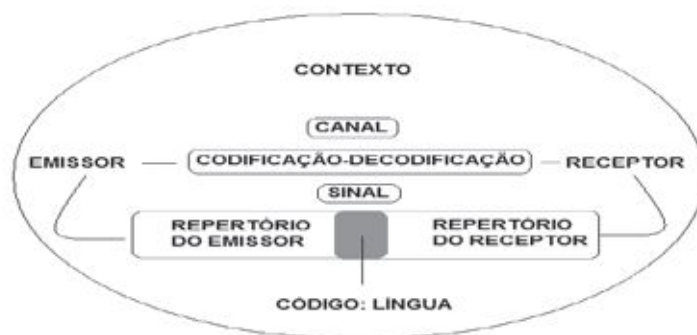 CONTEXTO
CANAL
EMISSOR
CODIFICAÇÃO-DECODIFICAÇÃO
RECEPTOR
SINAL
REPERTÓRIO
DO EMISSOR
REPERTÓRIO
DO RECEPTOR
CÓDIGO: LÍNGUA